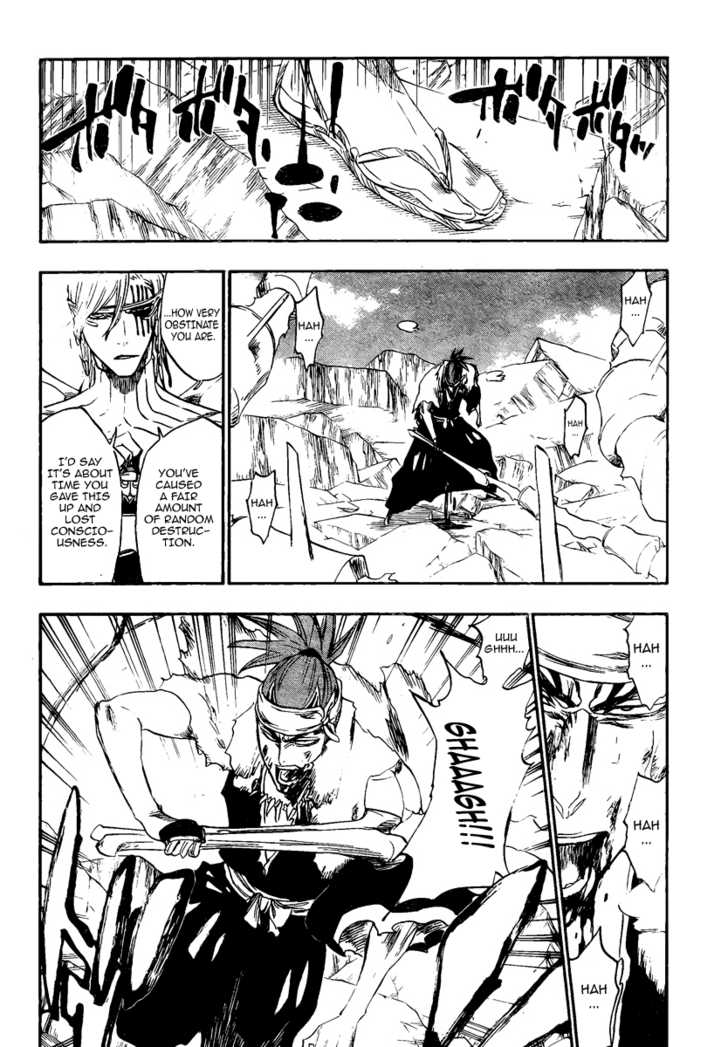 ボタ
ボタ
ボタ
ボタッ
HAH
...
HAH
...
HAH
...
HAH
...
...HOW VERY
OBSTINATE
YOU ARE.
YOU'VE
CAUSED
A FAIR
AMOUNT
OF RANDOM
DESTRUC-
TION.
I'D SAY
IT'S ABOUT
TIME YOU
GAVE THIS
UP AND
LOST
CONSCIO-
USNESS.
HAH
...
HAH
...
HAH
...
UUU
GHHH...
GHAAAGH!!!